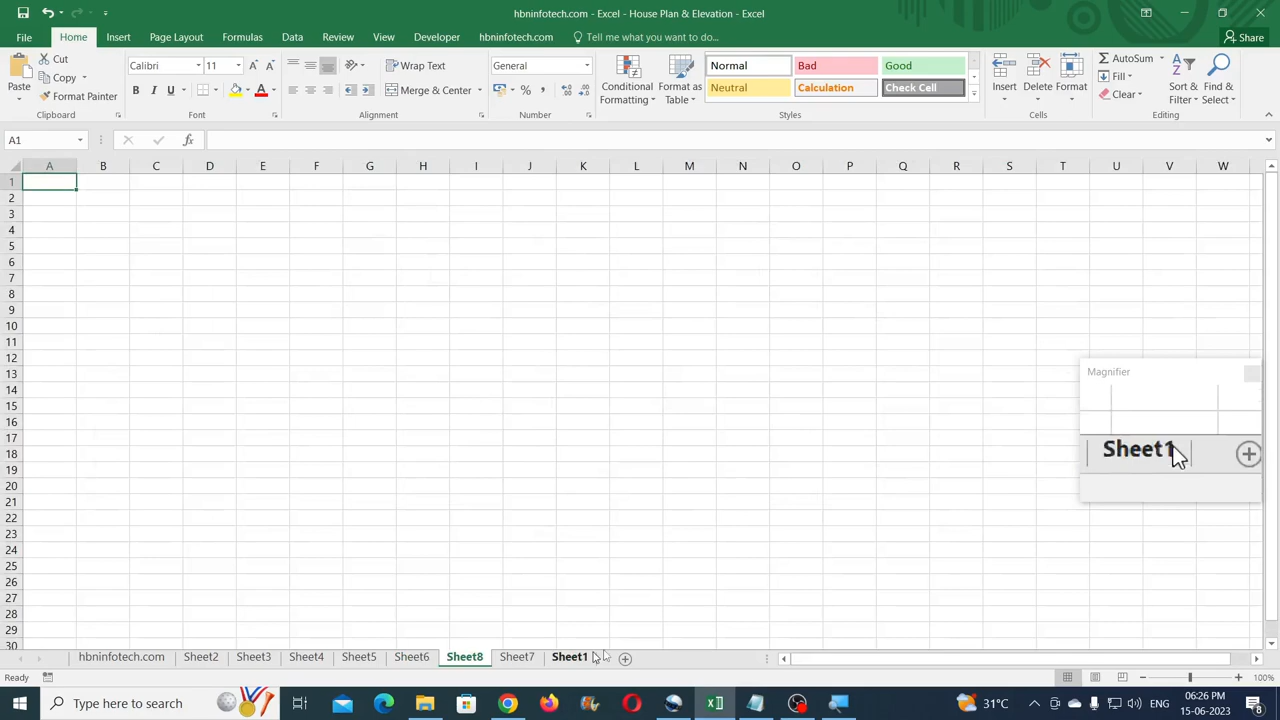 hbninfotech.com - Excel - House Plan & Elevation - Excel
File Home Insert Page Layout Formulas Data Review View Developer hbninfotech.com Tell me what you want to do... Share
Paste Cut Copy Format Painter Clipboard
Calibri 11 A A B I U A Font
Wrap Text Merge & Center Alignment
General % , Number
Conditional Formatting Format as Table
Normal Bad Good
Neutral Calculation Check Cell
Styles
Insert Delete Format Cells
AutoSum Fill Clear Sort & Filter Find & Select Editing
A1 fx
A B C D E F G H I J K L M N O P Q R S T U V W
1
2
3
4
5
6
7
8
9
10
11
12
13
14
15
16
17
18
19
20
21
22
23
24
25
26
27
28
29
30
Magnifier
Sheet1
hbninfotech.com Sheet2 Sheet3 Sheet4 Sheet5 Sheet6 Sheet8 Sheet7 Sheet1
Ready 100%
Type here to search 31°C ENG 06:26 PM 15-06-2023 8